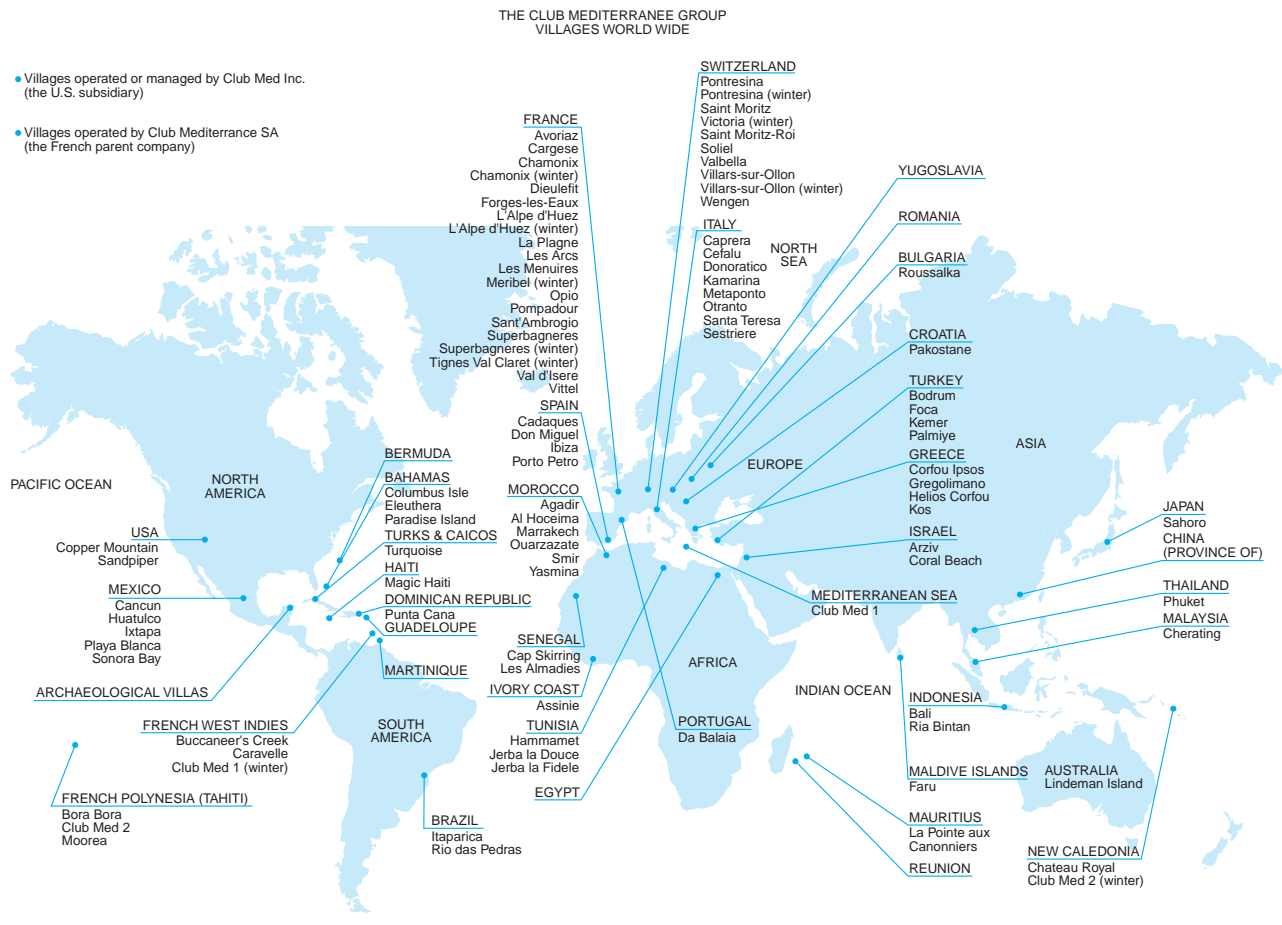 THE CLUB MEDITERRANEE GROUP
VILLAGES WORLD WIDE
Villages operated or managed by Club Med Inc.
(the U.S. subsidiary)
Villages operated by Club Mediterrance SA
(the French parent company)
FRANCE
Avoriaz
Cargese
Chamonix
Chamonix (winter)
Dieulefit
Forges-les-Eaux
L'Alpe d'Huez
L'Alpe d'Huez (winter)
La Plagne
Les Arcs
Les Menuires
Meribel (winter)
Opio
Pompadour
Sant'Ambrogio
Superbagneres
Superbagneres (winter)
Tignes Val Claret (winter)
Val d'Isere
Vittel
SPAIN
Cadaques
Don Miguel
Ibiza
Porto Petro
MOROCCO
Agadir
Al Hoceima
Marrakech
Ouarzazate
Smir
Yasmina
SENEGAL
Cap Skirring
Les Almadies
IVORY COAST
Assinie
TUNISIA
Hammamet
Jerba la Douce
Jerba la Fidele
EGYPT
SWITZERLAND
Pontresina
Pontresina (winter)
Saint Moritz
Victoria (winter)
Saint Moritz-Roi
Soliel
Valbella
Villars-sur-Ollon
Villars-sur-Ollon (winter)
Wengen
ITALY
Caprera
Cefalu
Donoratico
Kamarina
Metaponto
Otranto
Santa Teresa
Sestriere
NORTH
SEA
YUGOSLAVIA
ROMANIA
BULGARIA
Roussalka
CROATIA
Pakostane
TURKEY
Bodrum
Foca
Kemer
Palmiye
GREECE
Corfou Ipsos
Gregolimano
Helios Corfou
Kos
ISRAEL
Arziv
Coral Beach
MEDITERRANEAN SEA
Club Med 1
EUROPE
ASIA
AFRICA
PORTUGAL
Da Balaia
INDIAN OCEAN
JAPAN
Sahoro
CHINA
(PROVINCE OF)
THAILAND
Phuket
MALAYSIA
Cherating
INDONESIA
Bali
Ria Bintan
MALDIVE ISLANDS
Faru
MAURITIUS
La Pointe aux
Canonniers
REUNION
AUSTRALIA
Lindeman Island
NEW CALEDONIA
Chateau Royal
Club Med 2 (winter)
PACIFIC OCEAN
NORTH
AMERICA
BERMUDA
BAHAMAS
Columbus Isle
Eleuthera
Paradise Island
TURKS & CAICOS
Turquoise
HAITI
Magic Haiti
DOMINICAN REPUBLIC
Punta Cana
GUADELOUPE
MARTINIQUE
USA
Copper Mountain
Sandpiper
MEXICO
Cancun
Huatulco
Ixtapa
Playa Blanca
Sonora Bay
ARCHAEOLOGICAL VILLAS
FRENCH WEST INDIES
Buccaneer's Creek
Caravelle
Club Med 1 (winter)
SOUTH
AMERICA
FRENCH POLYNESIA (TAHITI)
Bora Bora
Club Med 2
Moorea
BRAZIL
Itaparica
Rio das Pedras